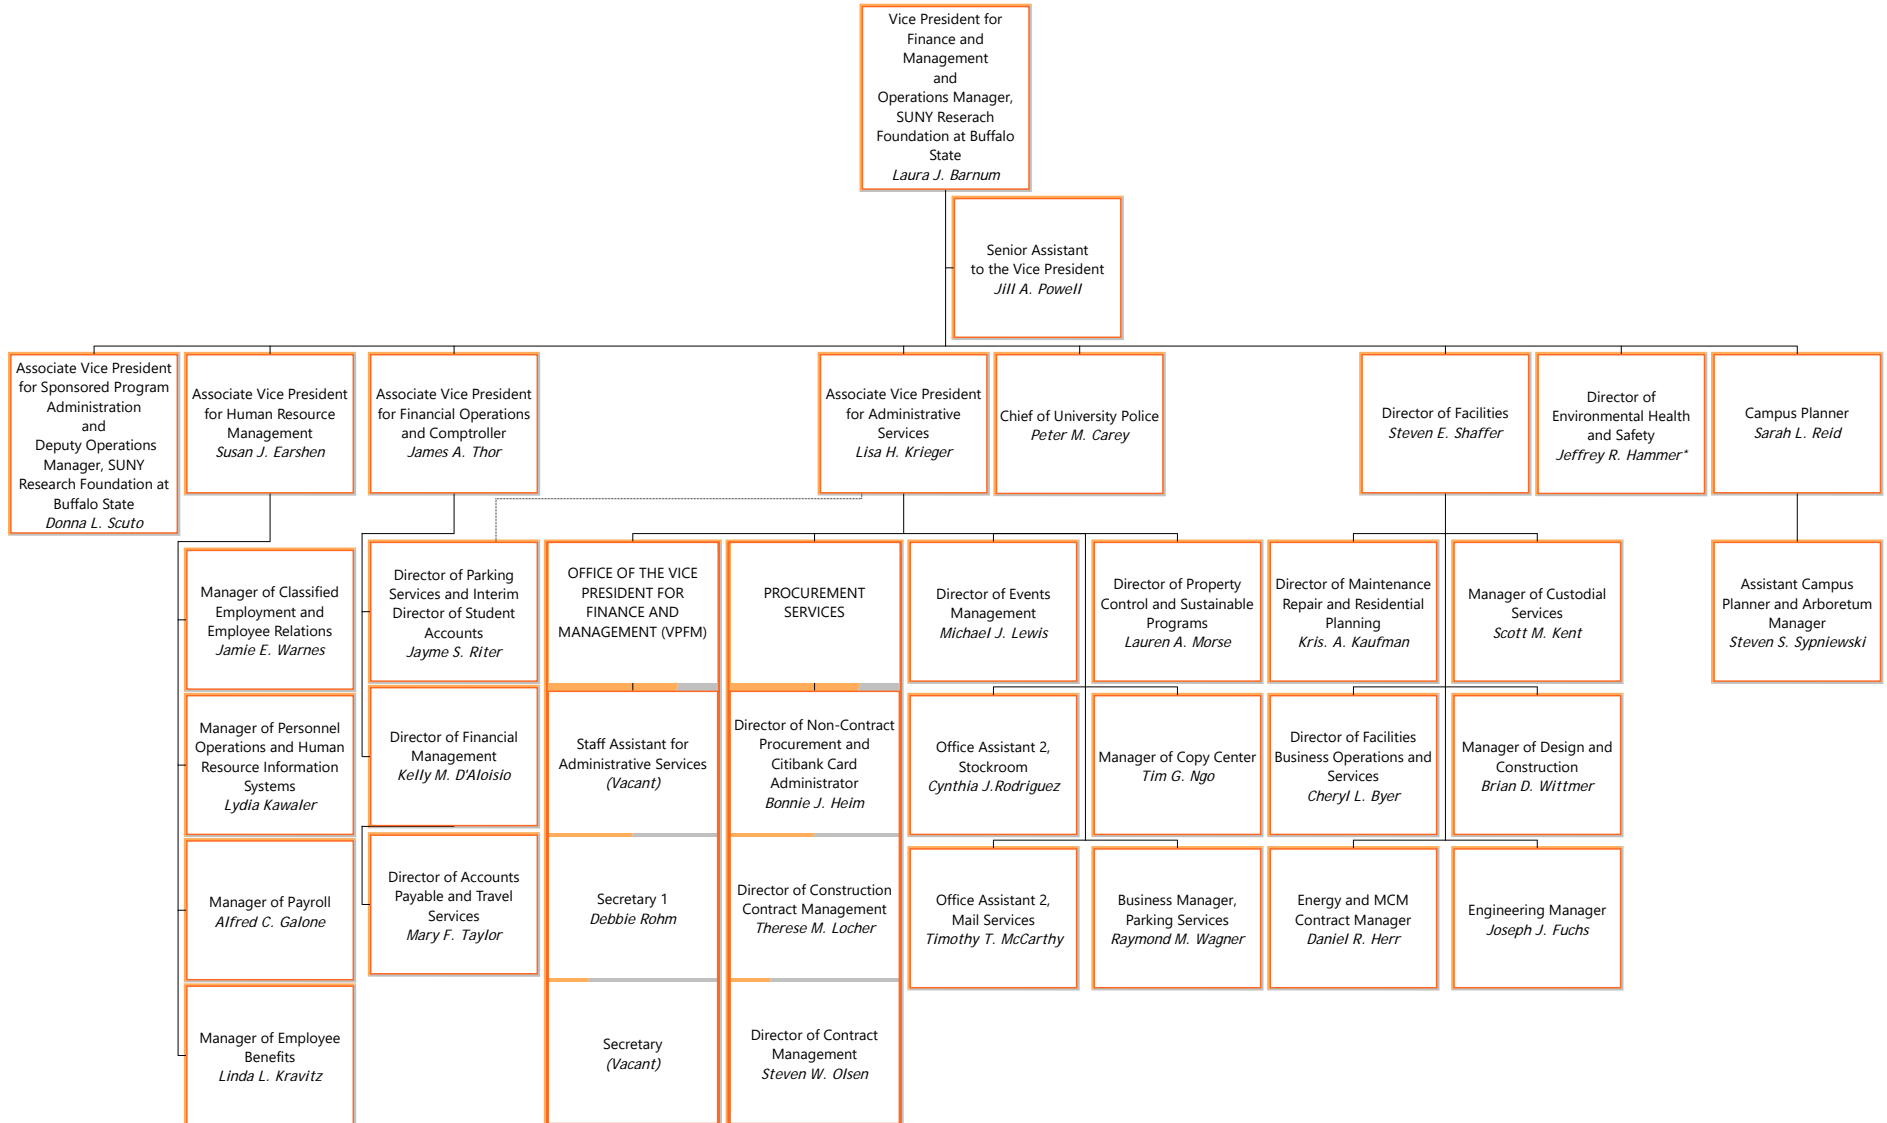 Vice President for
Finance and
Management
and
Operations Manager,
SUNY Reserach
Foundation at Buffalo
State
Laura J. Barnum
Senior Assistant
to the Vice President
Jill A. Powell
Associate Vice President
for Sponsored Program
Administration
and
Deputy Operations
Manager, SUNY
Research Foundation at
Buffalo State
Donna L. Scuto
Associate Vice President
for Human Resource
Management
Susan J. Earshen
Associate Vice President
for Financial Operations
and Comptroller
James A. Thor
Associate Vice President
for Administrative
Services
Lisa H. Krieger
Chief of University Police
Peter M. Carey
Director of Facilities
Steven E. Shaffer
Director of
Environmental Health
and Safety
Jeffrey R. Hammer*
Campus Planner
Sarah L. Reid
Manager of Classified
Employment and
Employee Relations
Jamie E. Warnes
Director of Parking
Services and Interim
Director of Student
Accounts
Jayme S. Riter
OFFICE OF THE VICE
PRESIDENT FOR
FINANCE AND
MANAGEMENT (VPFM)
PROCUREMENT
SERVICES
Director of Events
Management
Michael J. Lewis
Director of Property
Control and Sustainable
Programs
Lauren A. Morse
Director of Maintenance
Repair and Residential
Planning
Kris. A. Kaufman
Manager of Custodial
Services
Scott M. Kent
Assistant Campus
Planner and Arboretum
Manager
Steven S. Sypniewski
Manager of Personnel
Operations and Human
Resource Information
Systems
Lydia Kawaler
Director of Financial
Management
Kelly M. D'Aloisio
Staff Assistant for
Administrative Services
(Vacant)
Director of Non-Contract
Procurement and
Citibank Card
Administrator
Bonnie J. Heim
Office Assistant 2,
Stockroom
Cynthia J.Rodriguez
Manager of Copy Center
Tim G. Ngo
Director of Facilities
Business Operations and
Services
Cheryl L. Byer
Manager of Design and
Construction
Brian D. Wittmer
Manager of Payroll
Alfred C. Galone
Director of Accounts
Payable and Travel
Services
Mary F. Taylor
Secretary 1
Debbie Rohm
Director of Construction
Contract Management
Therese M. Locher
Office Assistant 2,
Mail Services
Timothy T. McCarthy
Business Manager,
Parking Services
Raymond M. Wagner
Energy and MCM
Contract Manager
Daniel R. Herr
Engineering Manager
Joseph J. Fuchs
Manager of Employee
Benefits
Linda L. Kravitz
Secretary
(Vacant)
Director of Contract
Management
Steven W. Olsen